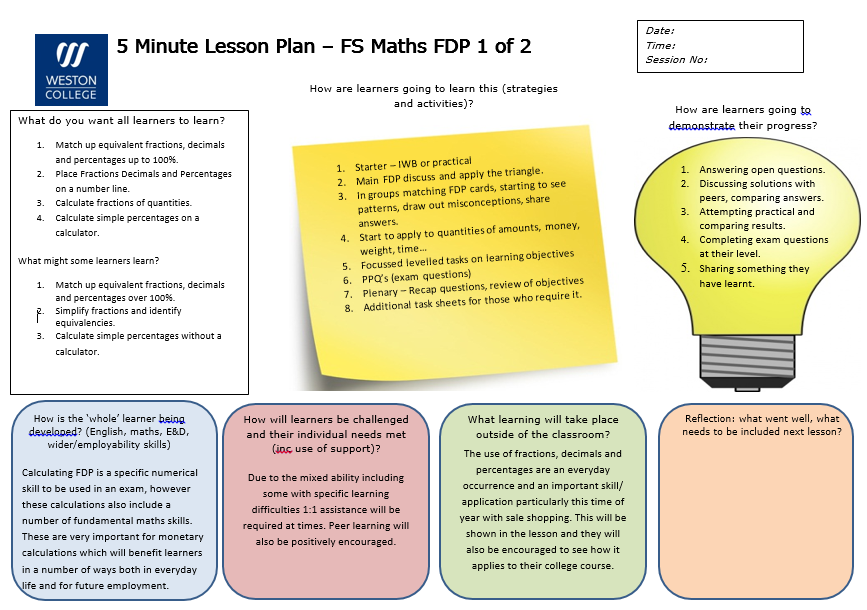 WESTON
COLLEGE
5 Minute Lesson Plan – FS Maths FDP 1 of 2
Date:
Time:
Session No:
What do you want all learners to learn?
1. Match up equivalent fractions, decimals
and percentages up to 100%.
2. Place Fractions Decimals and Percentages
on a number line.
3. Calculate fractions of quantities.
4. Calculate simple percentages on a
calculator.
What might some learners learn?
1. Match up equivalent fractions, decimals
and percentages over 100%.
2. Simplify fractions and identify
equivalencies.
3. Calculate simple percentages without a
calculator.
How are learners going to learn this (strategies
and activities)?
1. Starter – IWB or practical
2. Main FDP discuss and apply the triangle.
3. In groups matching FDP cards, starting to see
patterns, draw out misconceptions, share
answers.
4. Start to apply to quantities of amounts, money,
weight, time...
5. Focussed levelled tasks on learning objectives
6. PPQ's (exam questions)
7. Plenary – Recap questions, review of objectives
8. Additional task sheets for those who require it.
How are learners going to
demonstrate their progress?
1. Answering open questions.
2. Discussing solutions with
peers, comparing answers.
3. Attempting practical and
comparing results.
4. Completing exam questions
at their level.
5. Sharing something they
have learnt.
How is the 'whole' learner being
developed? (English, maths, E&D,
wider/employability skills)
Calculating FDP is a specific numerical
skill to be used in an exam, however
these calculations also include a
number of fundamental maths skills.
These are very important for monetary
calculations which will benefit learners
in a number of ways both in everyday
life and for future employment.
How will learners be challenged
and their individual needs met
(inc use of support)?
Due to the mixed ability including
some with specific learning
difficulties 1:1 assistance will be
required at times. Peer learning will
also be positively encouraged.
What learning will take place
outside of the classroom?
The use of fractions, decimals and
percentages are an everyday
occurrence and an important skill/
application particularly this time of
year with sale shopping. This will be
shown in the lesson and they will
also be encouraged to see how it
applies to their college course.
Reflection: what went well, what
needs to be included next lesson?